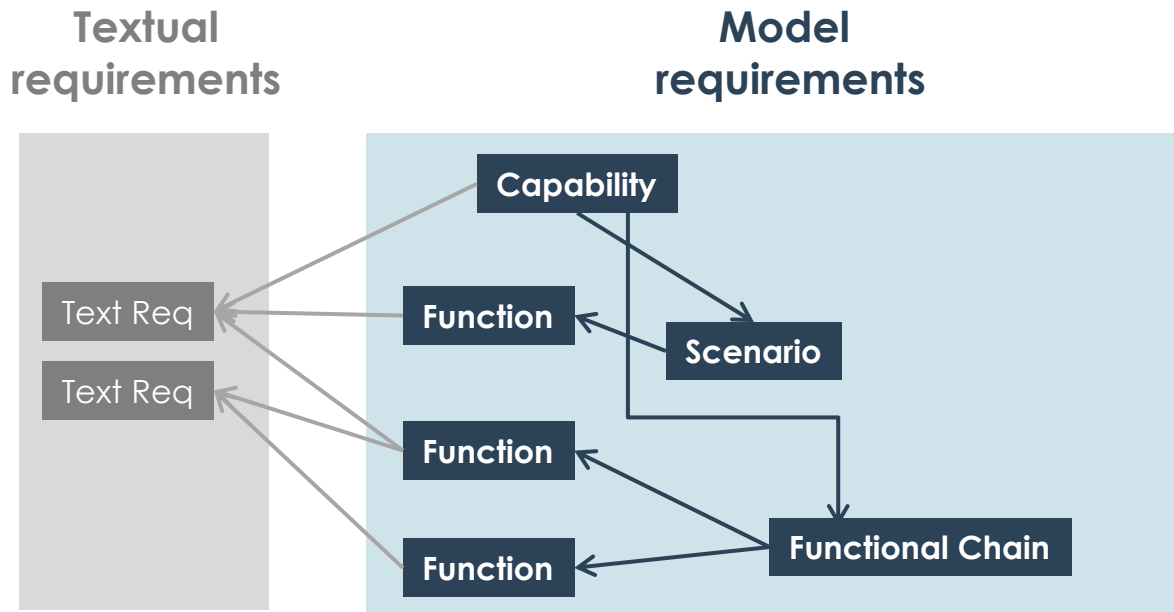 Textual
requirements
Model
requirements
Capability
Text Req
Function
Scenario
Text Req
Function
Functional Chain
Function